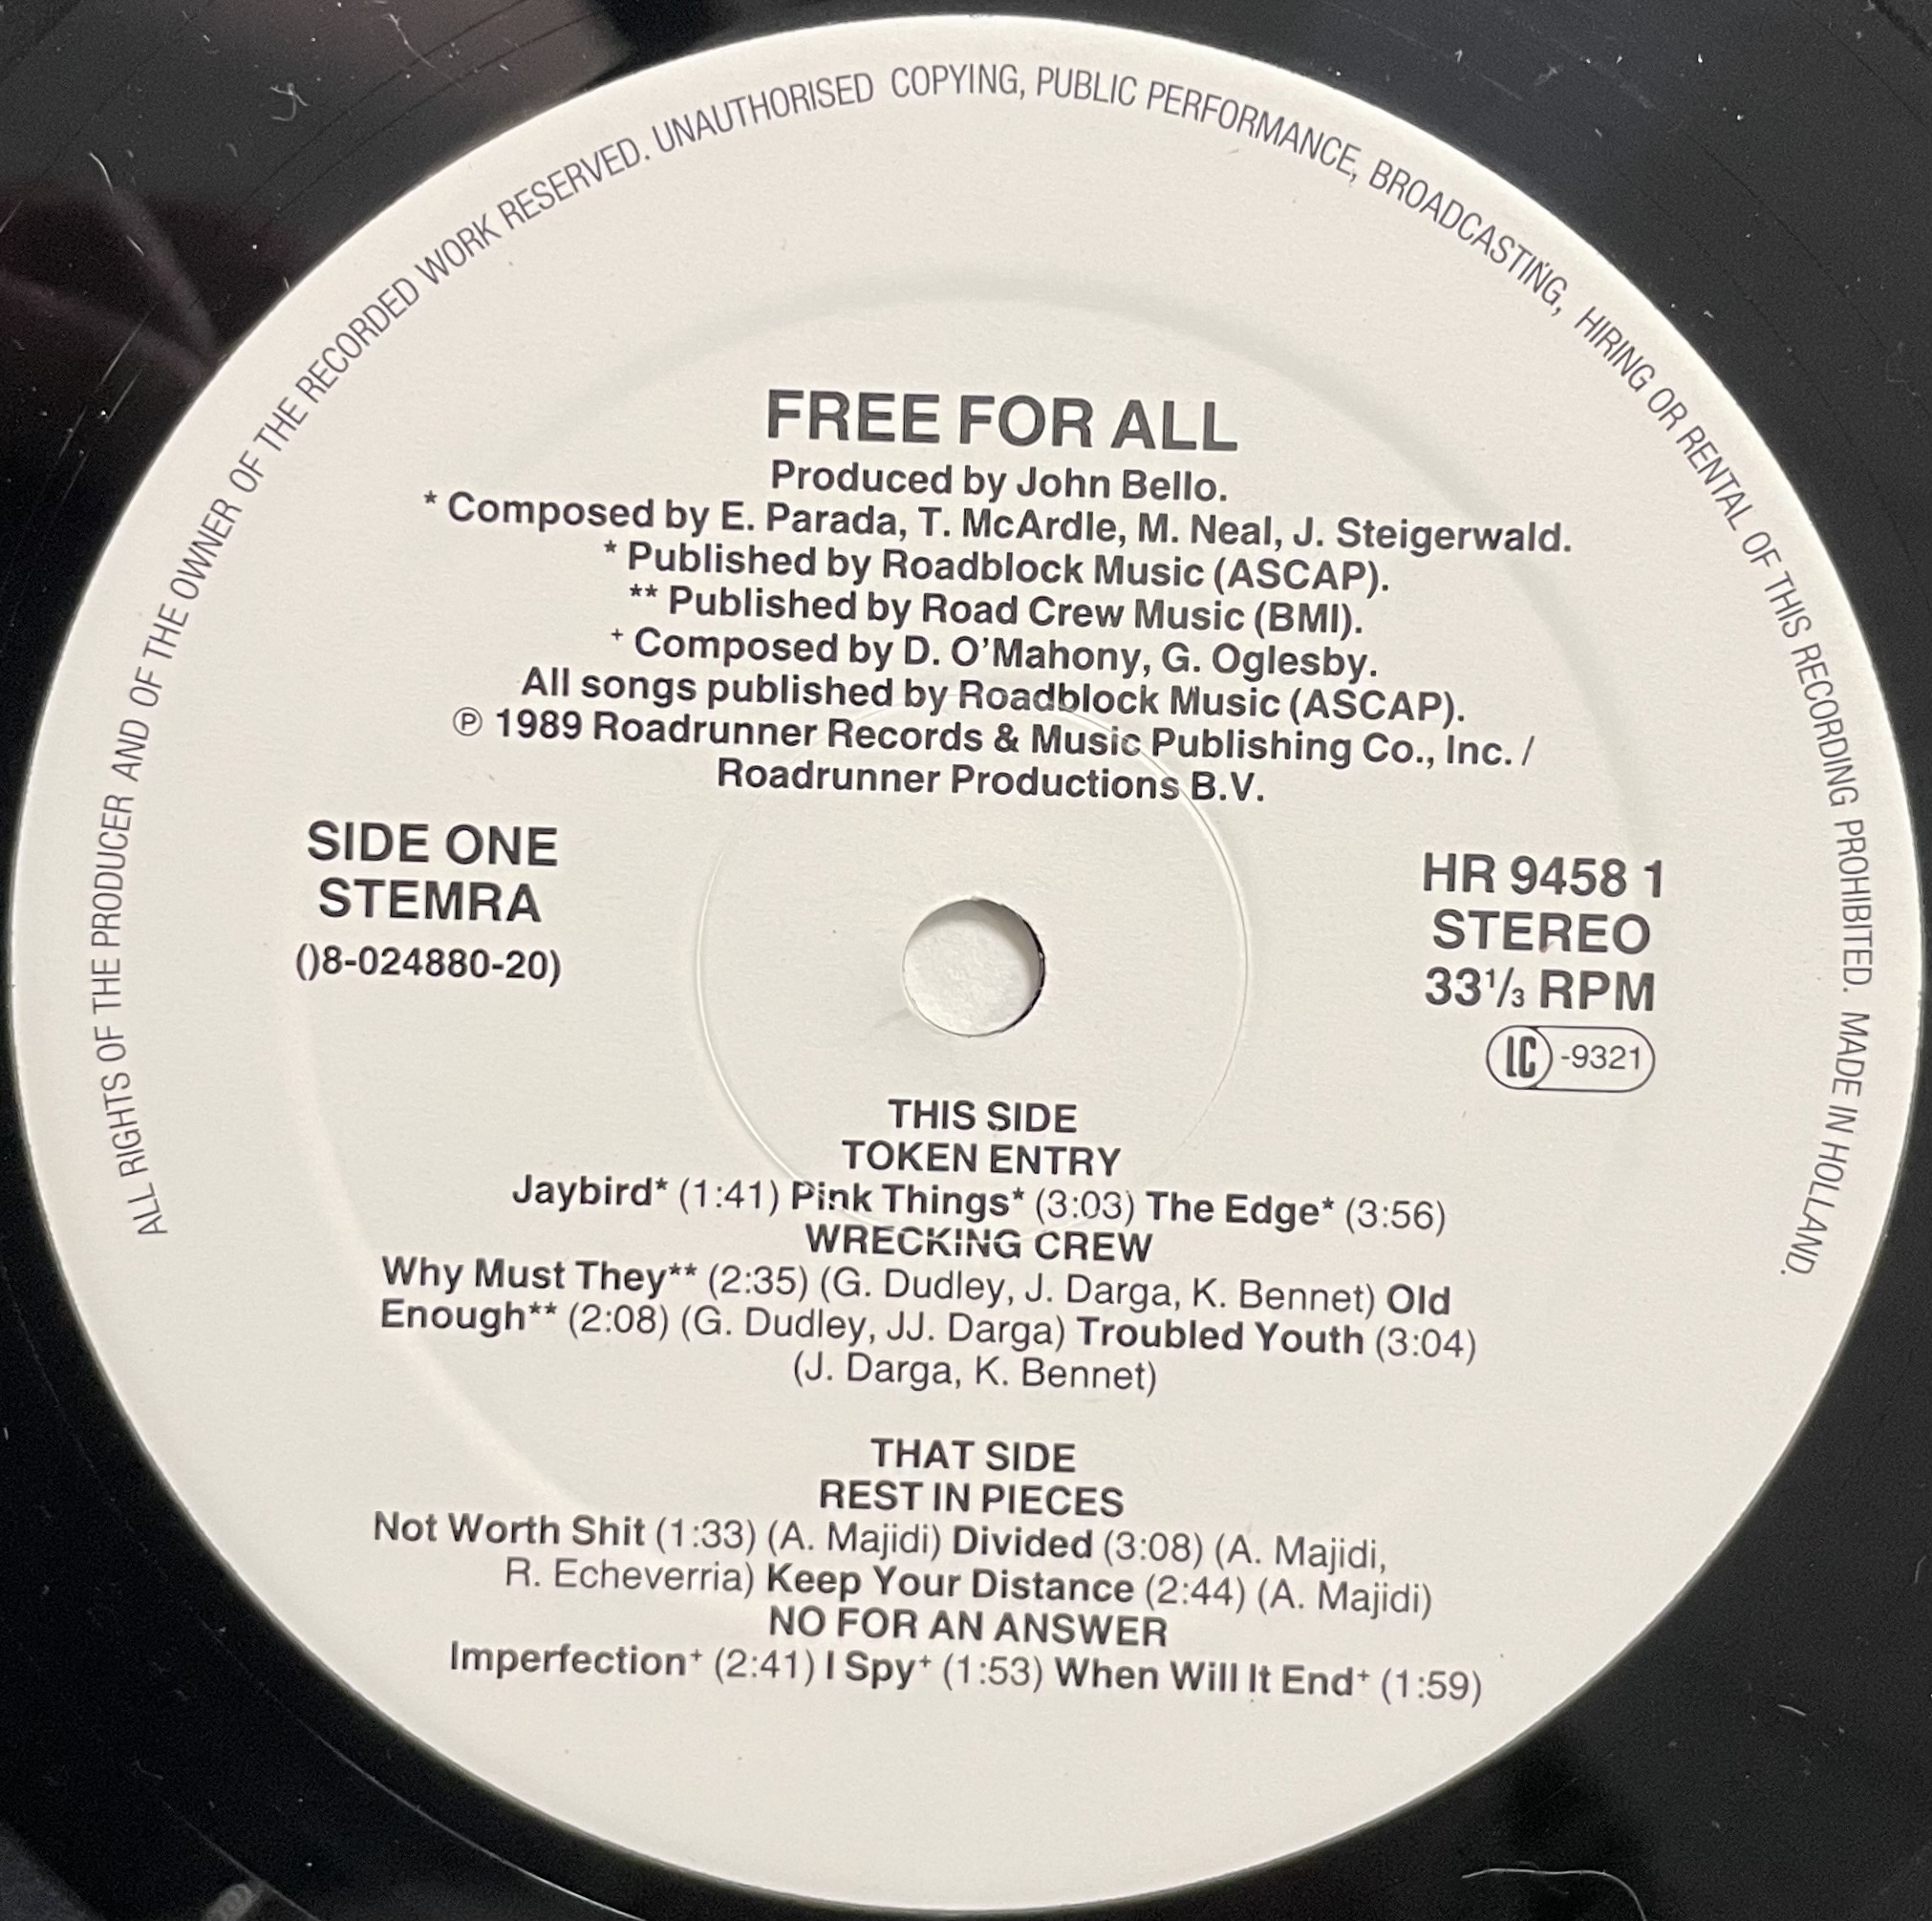 ALL RIGHTS OF THE PRODUCER AND OF THE OWNER OF THE RECORDED WORK RESERVED. UNAUTHORISED COPYING, PUBLIC PERFORMANCE, BROADCASTING, HIRING OR RENTAL OF THIS RECORDING PROHIBITED. MADE IN HOLLAND.
FREE FOR ALL
Produced by John Bello.
* Composed by E. Parada, T. McArdle, M. Neal, J. Steigerwald.
* Published by Roadblock Music (ASCAP).
** Published by Road Crew Music (BMI).
+ Composed by D. O'Mahony, G. Oglesby.
All songs published by Roadblock Music (ASCAP).
℗ 1989 Roadrunner Records & Music Publishing Co., Inc. /
Roadrunner Productions B.V.
SIDE ONE
STEMRA
()8-024880-20)
HR 9458 1
STEREO
33 1/3 RPM
LC -9321
THIS SIDE
TOKEN ENTRY
Jaybird* (1:41) Pink Things* (3:03) The Edge* (3:56)
WRECKING CREW
Why Must They** (2:35) (G. Dudley, J. Darga, K. Bennet) Old
Enough** (2:08) (G. Dudley, JJ. Darga) Troubled Youth (3:04)
(J. Darga, K. Bennet)
THAT SIDE
REST IN PIECES
Not Worth Shit (1:33) (A. Majidi) Divided (3:08) (A. Majidi,
R. Echeverria) Keep Your Distance (2:44) (A. Majidi)
NO FOR AN ANSWER
Imperfection+ (2:41) I Spy+ (1:53) When Will It End+ (1:59)